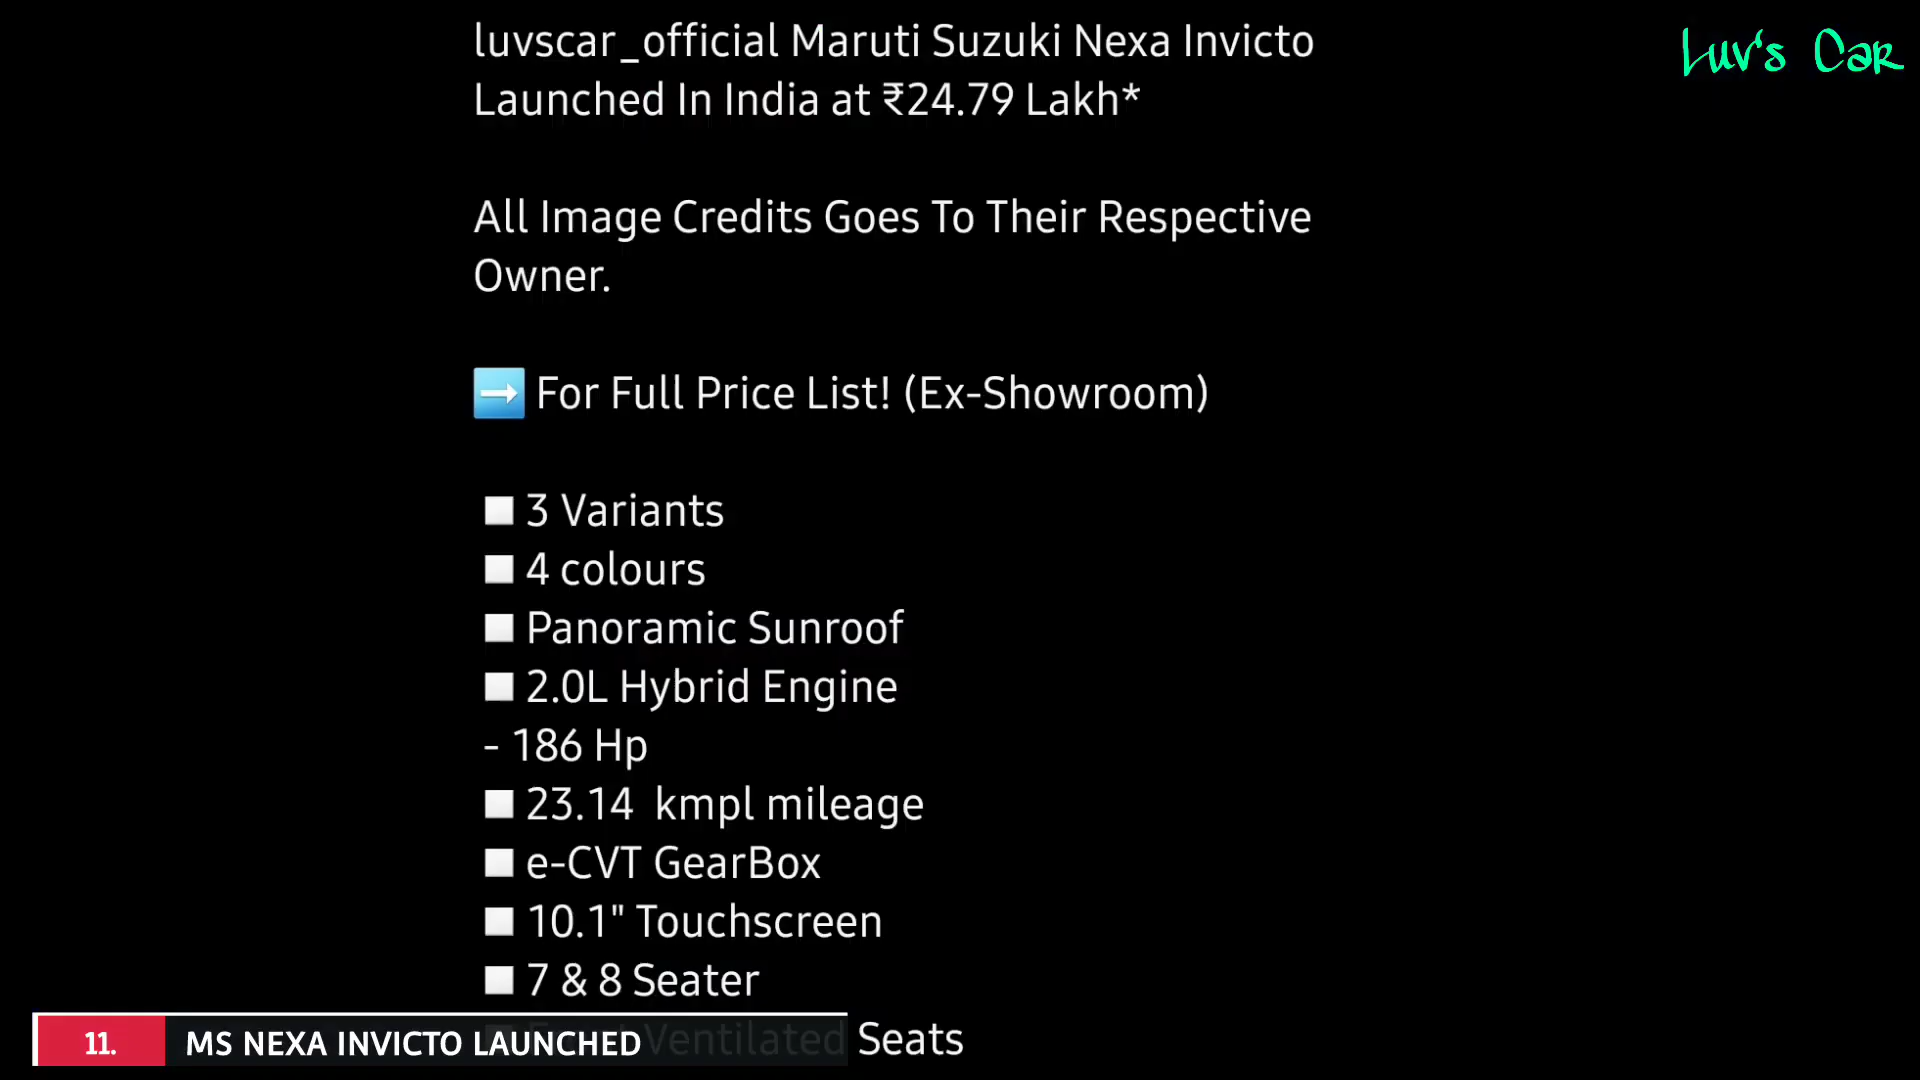 luvscar_official Maruti Suzuki Nexa Invicto
Launched In India at ₹24.79 Lakh*
Luv's Car
All Image Credits Goes To Their Respective
Owner.
➡ For Full Price List! (Ex-Showroom)
◻ 3 Variants
◻ 4 colours
◻ Panoramic Sunroof
◻ 2.0L Hybrid Engine
- 186 Hp
◻ 23.14 kmpl mileage
◻ e-CVT GearBox
◻ 10.1" Touchscreen
◻ 7 & 8 Seater
Ventilated Seats
11. MS NEXA INVICTO LAUNCHED